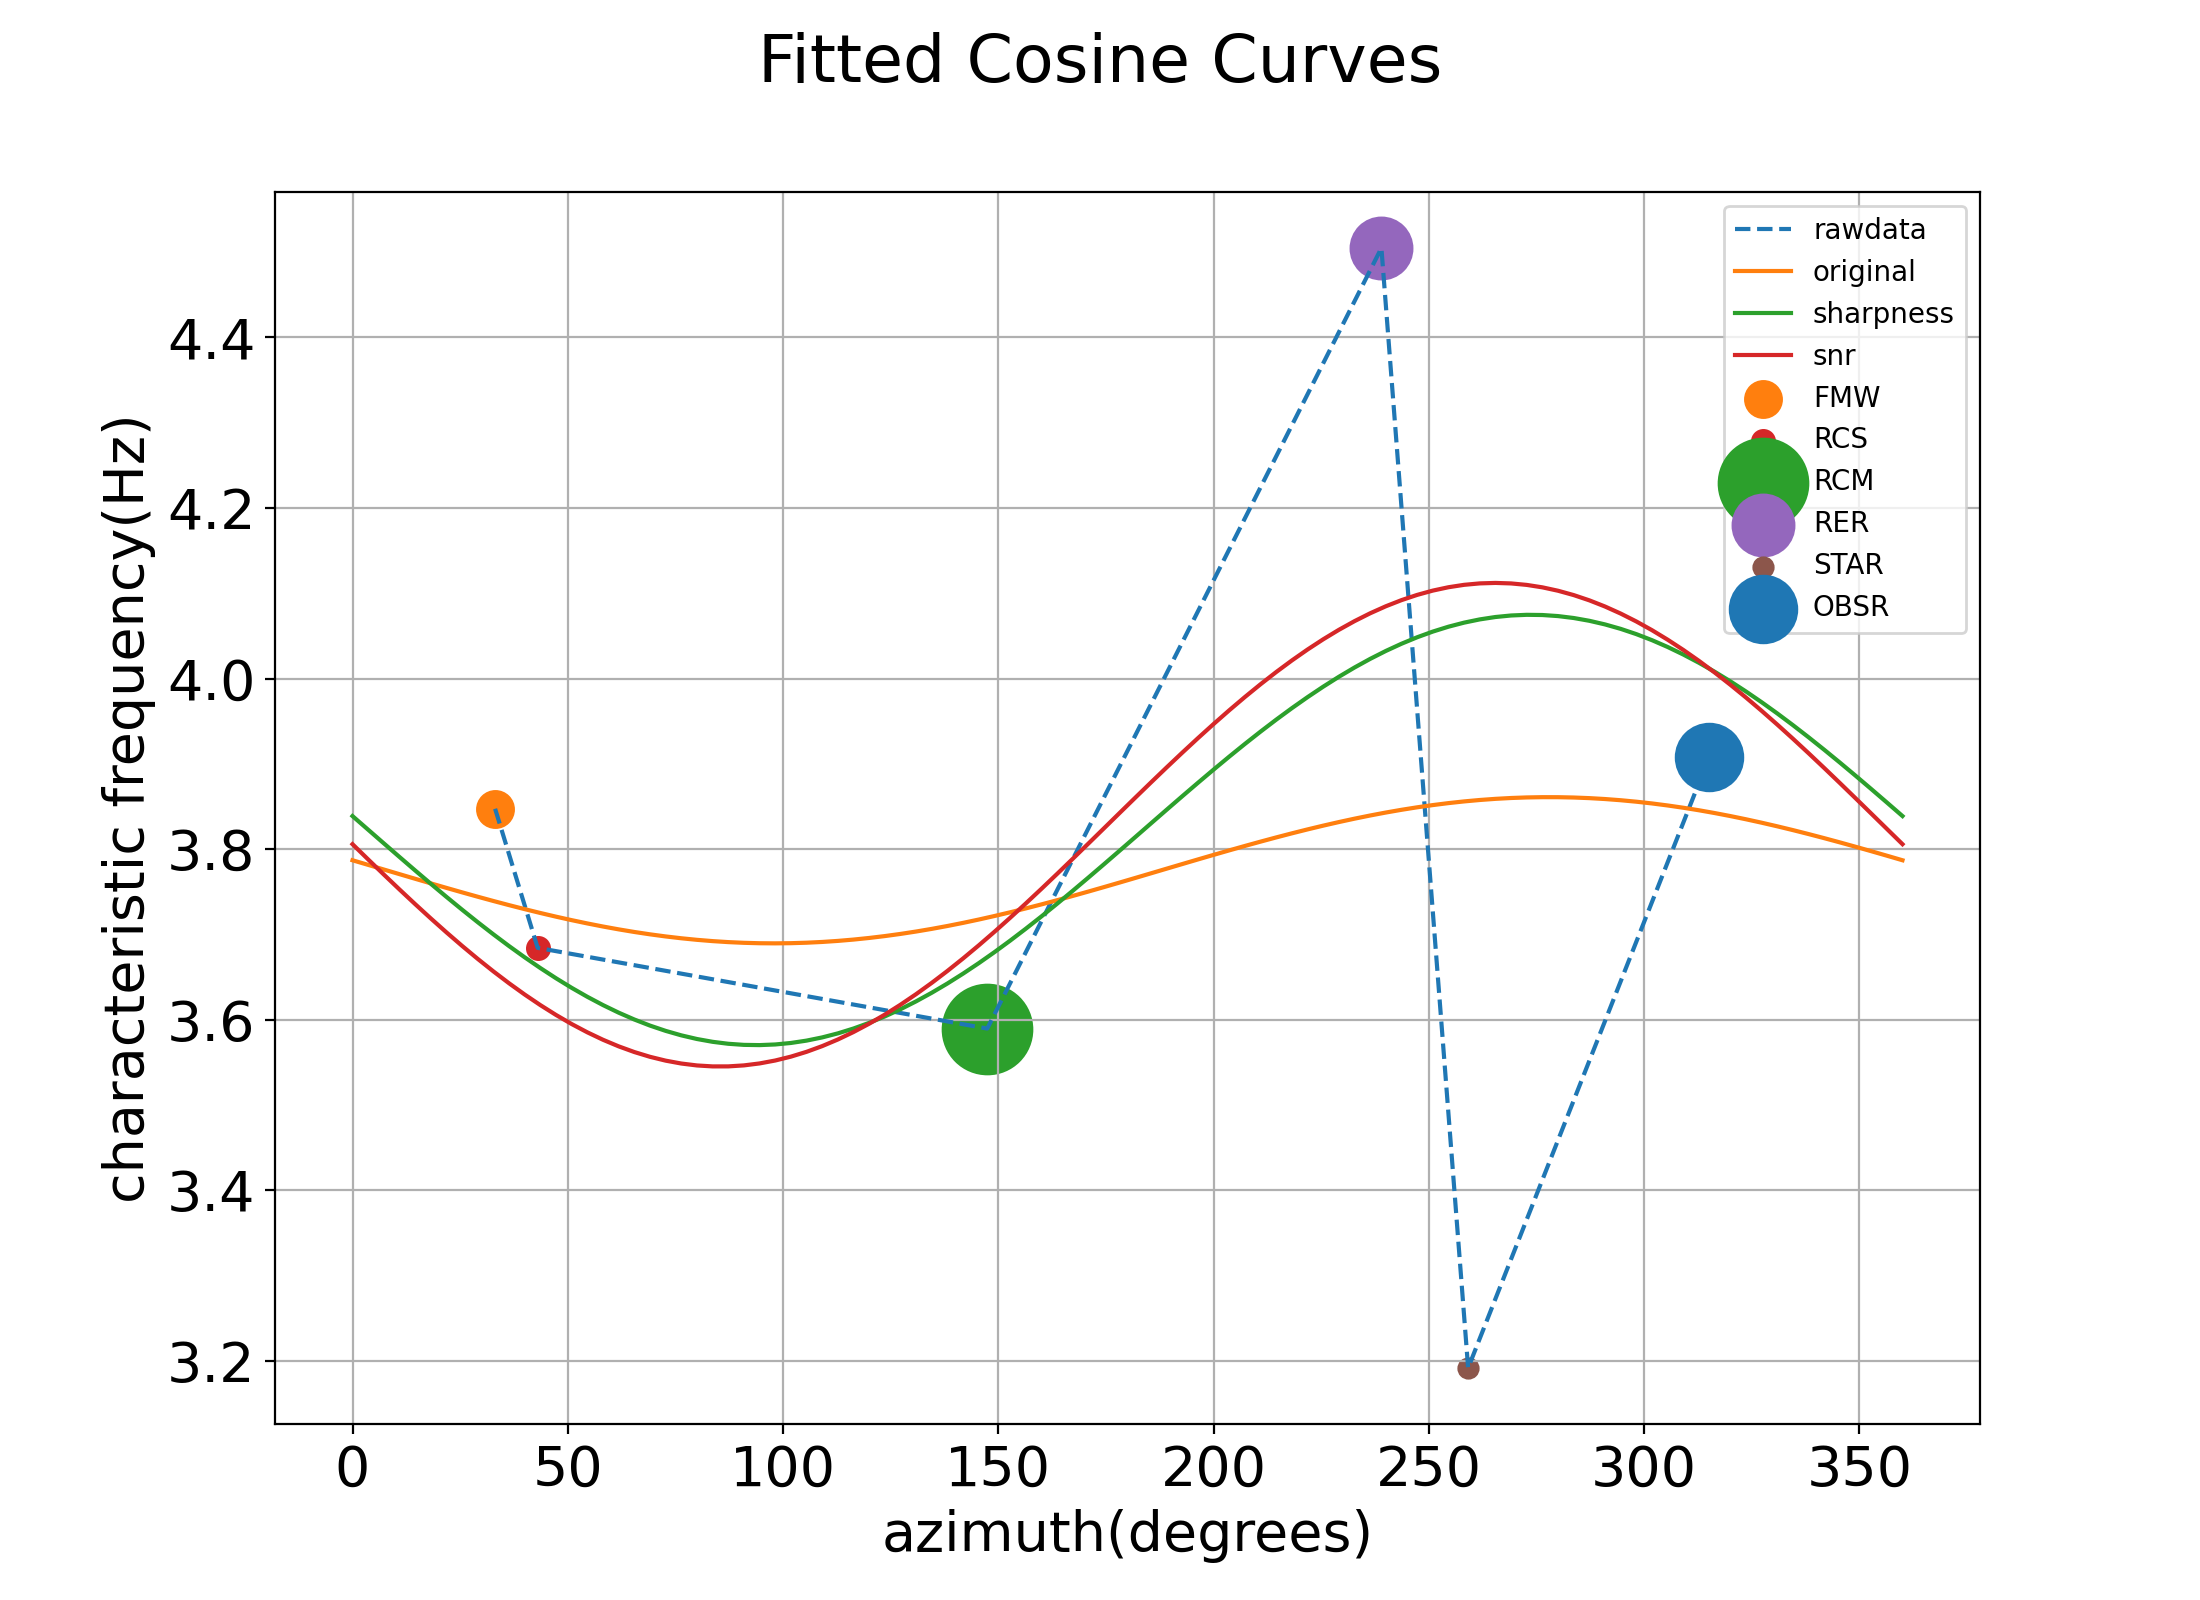 Fitted Cosine Curves
rawdata
original
sharpness
snr
FMW
RCS
RCM
RER
STAR
OBSR
characteristic frequency(Hz)
4.4
4.2
4.0
3.8
3.6
3.4
3.2
0 50 100 150 200 250 300 350
azimuth(degrees)